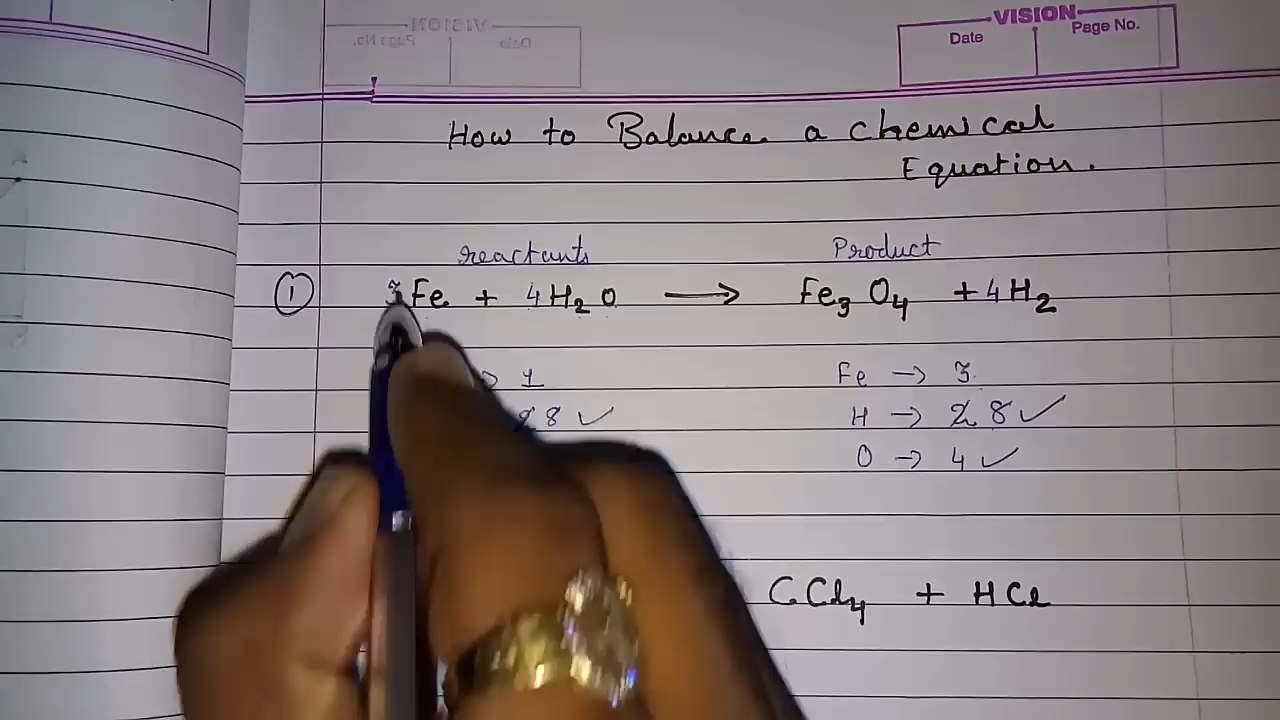 VISION
Date Page No.
How to Balance a Chemical
Equation.
reactants Product
① 3Fe + 4H₂O → Fe₃O₄ + 4H₂
→ 1 Fe → 3
8 ✓ H → 2 8 ✓
O → 4 ✓
CCl₄ + HCl